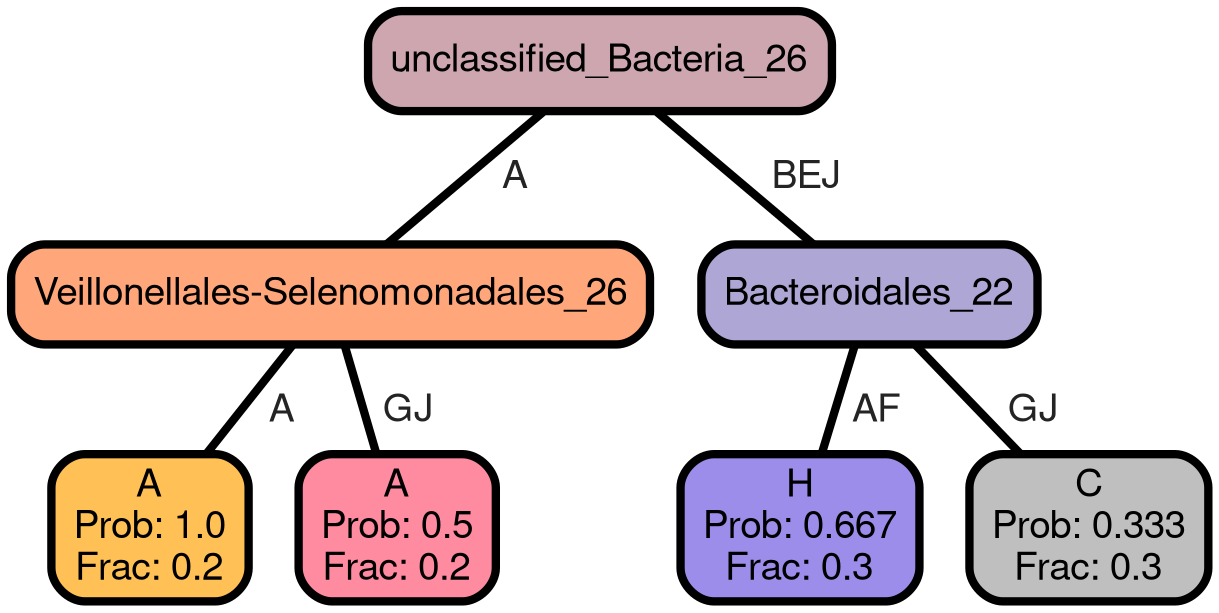 unclassified_Bacteria_26
A
BEJ
Veillonellales-Selenomonadales_26
Bacteroidales_22
A
GJ
AF
GJ
A
Prob: 1.0
Frac: 0.2
A
Prob: 0.5
Frac: 0.2
H
Prob: 0.667
Frac: 0.3
C
Prob: 0.333
Frac: 0.3